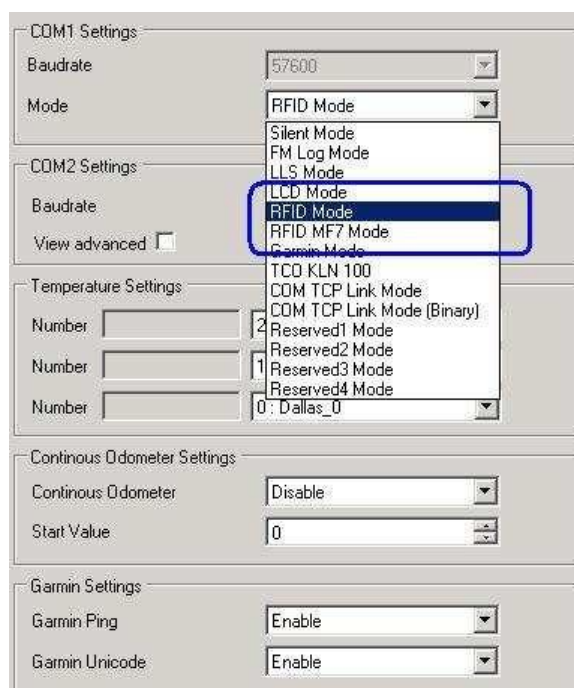 COM1 Settings
Baudrate 57600
Mode RFID Mode
Silent Mode
FM Log Mode
LLS Mode
LCD Mode
RFID Mode
RFID MF7 Mode
Garmin Mode
TCO KLN 100
COM TCP Link Mode
COM TCP Link Mode (Binary)
Reserved1 Mode
Reserved2 Mode
Reserved3 Mode
Reserved4 Mode
COM2 Settings
Baudrate
View advanced
Temperature Settings
Number 2
Number 1
Number 0 : Dallas_0
Continous Odometer Settings
Continous Odometer Disable
Start Value 0
Garmin Settings
Garmin Ping Enable
Garmin Unicode Enable